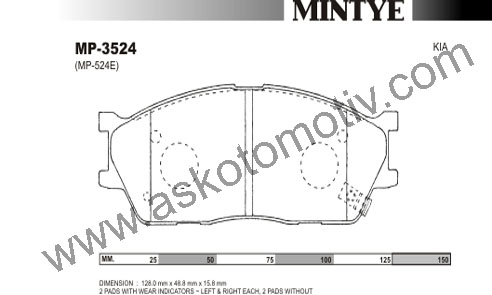 MINTYE
MP-3524
(MP-524E)
KIA
www.askotomotiv.com
MM. 25 50 75 100 125 150
DIMENSION : 128.0 mm x 48.8 mm x 15.8 mm
2 PADS WITH WEAR INDICATORS - LEFT & RIGHT EACH, 2 PADS WITHOUT